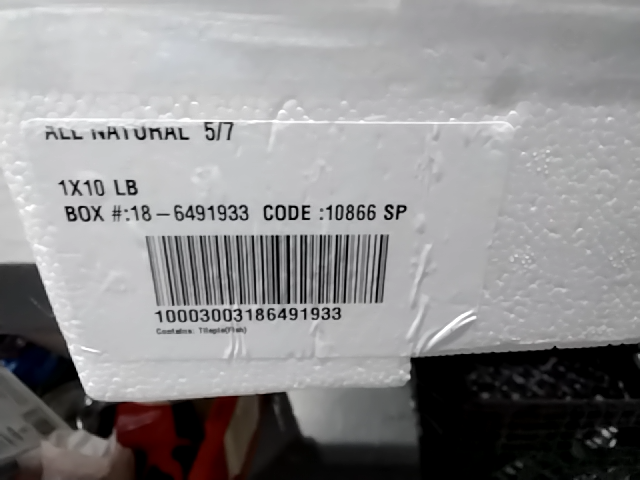 ALL NATURAL 5/7
1X10 LB
BOX #:18-6491933 CODE :10866 SP
10003003186491933
Contains: Tilapia(Fish)